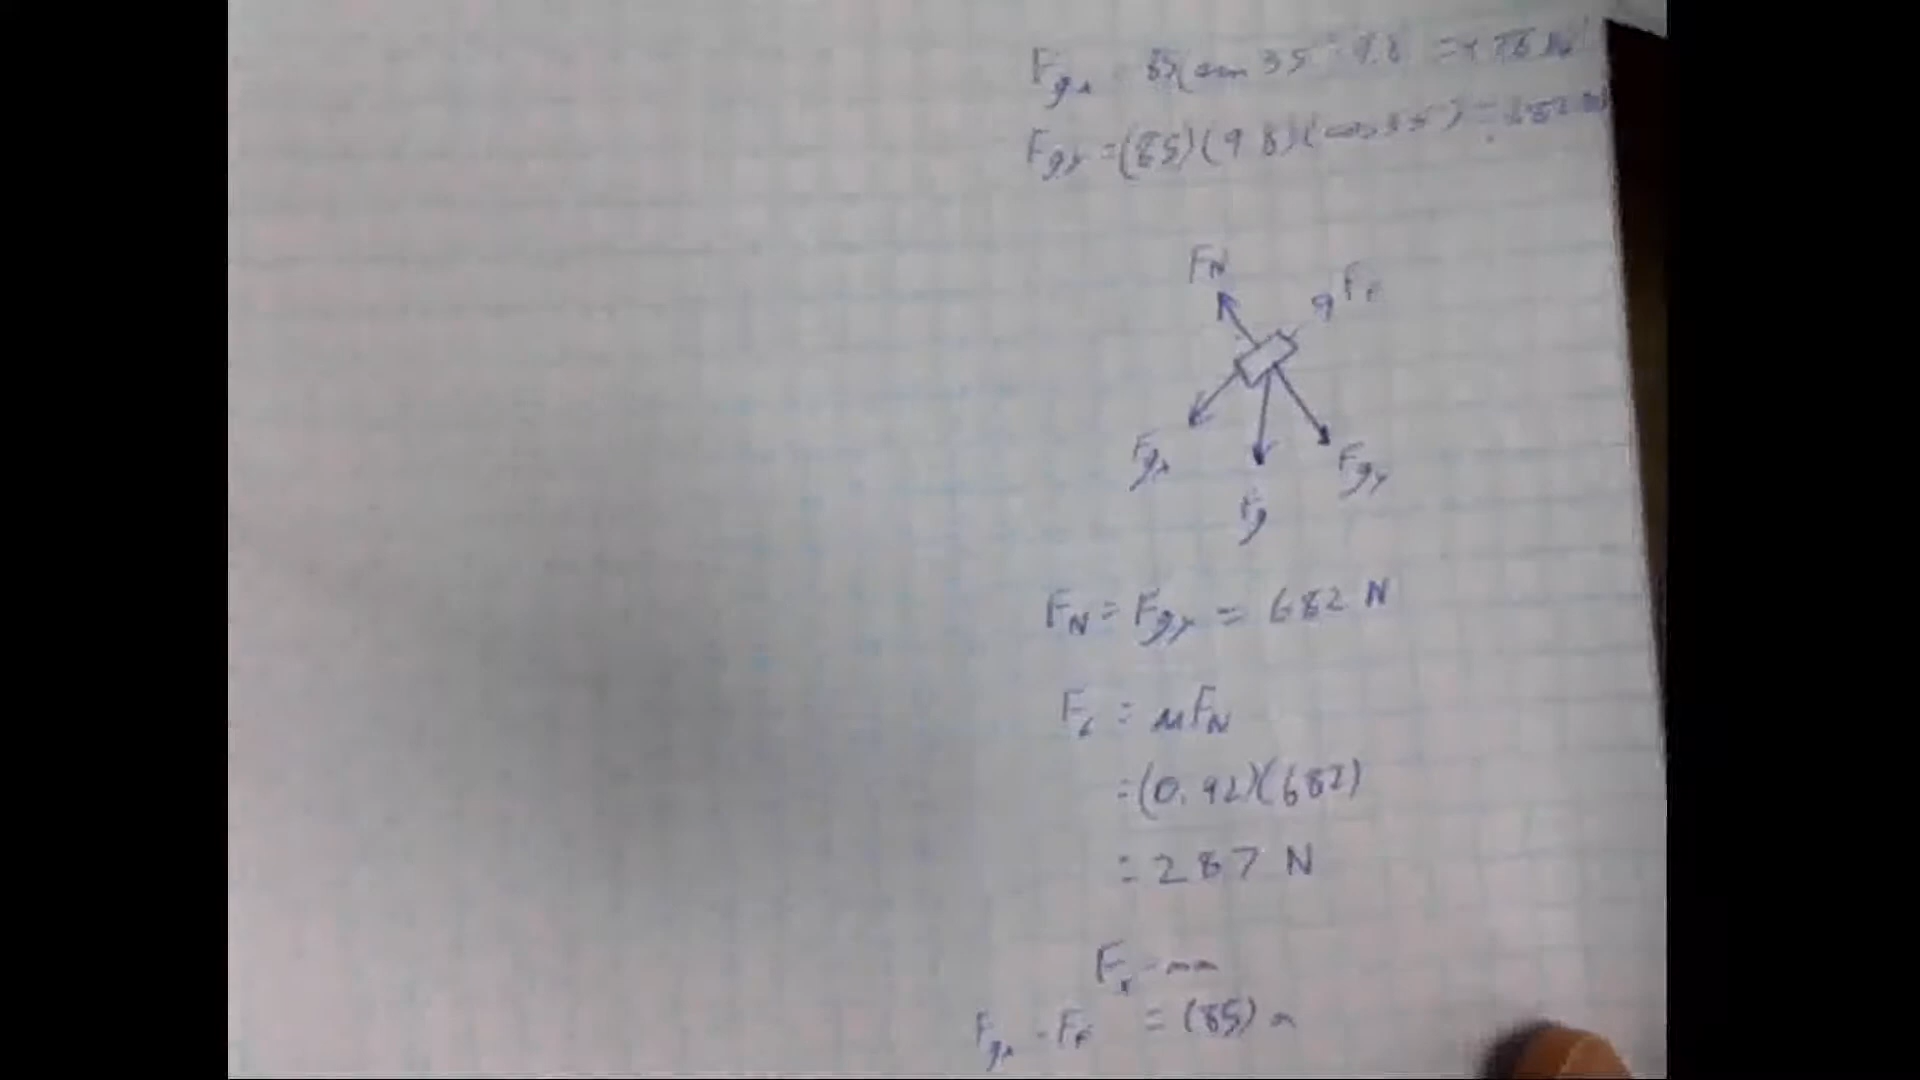 Fgx = 85(sin 35° 9.8 = 478 N
Fgy = (85)(9.8)(cos 35°) = 682 N
FN
Ff
Fgx
Fgy
Fg
FN = Fgy = 682 N
Ff = μFN
= (0.42)(682)
= 287 N
Fx = ma
Fgx - Ff = (85) a